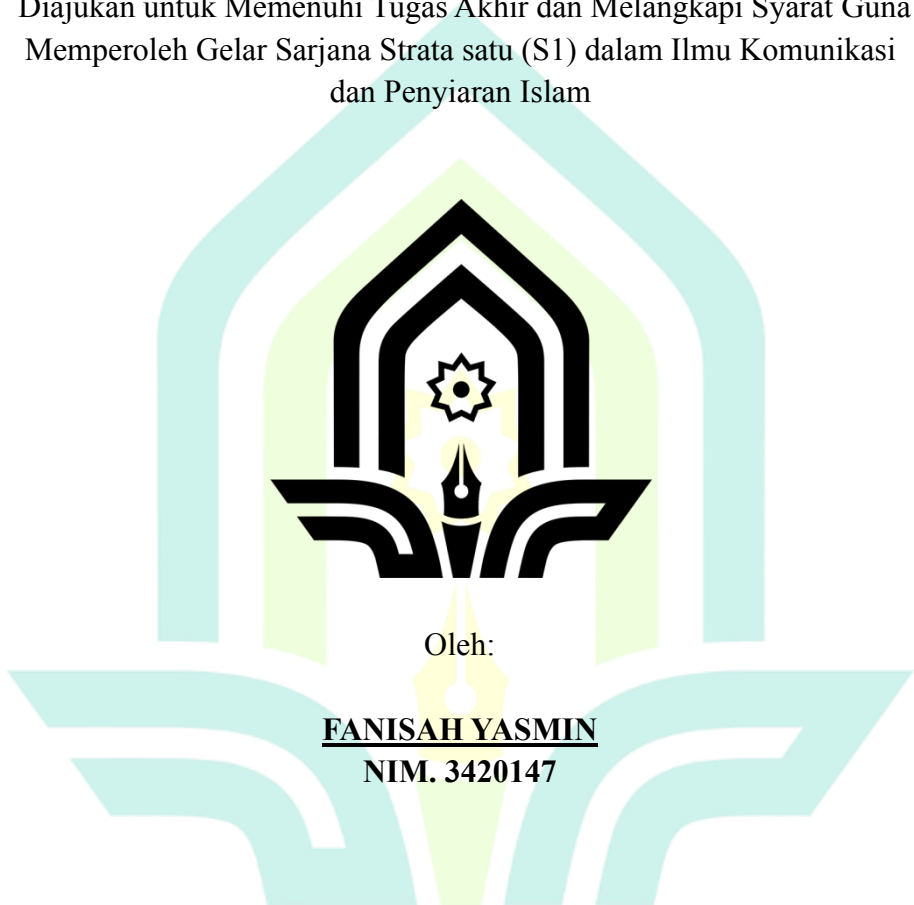 Diajukan untuk Memenuhi Tugas Akhir dan Melangkapi Syarat Guna
Memperoleh Gelar Sarjana Strata satu (S1) dalam Ilmu Komunikasi
dan Penyiaran Islam
Oleh:
FANISAH YASMIN
NIM. 3420147